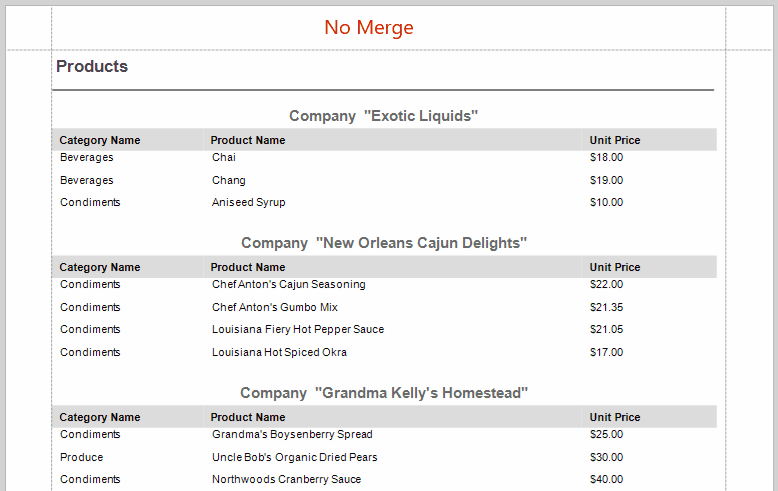 No Merge
Products
Company "Exotic Liquids"
Category Name Product Name Unit Price
Beverages Chai $18.00
Beverages Chang $19.00
Condiments Aniseed Syrup $10.00
Company "New Orleans Cajun Delights"
Category Name Product Name Unit Price
Condiments Chef Anton's Cajun Seasoning $22.00
Condiments Chef Anton's Gumbo Mix $21.35
Condiments Louisiana Fiery Hot Pepper Sauce $21.05
Condiments Louisiana Hot Spiced Okra $17.00
Company "Grandma Kelly's Homestead"
Category Name Product Name Unit Price
Condiments Grandma's Boysenberry Spread $25.00
Produce Uncle Bob's Organic Dried Pears $30.00
Condiments Northwoods Cranberry Sauce $40.00